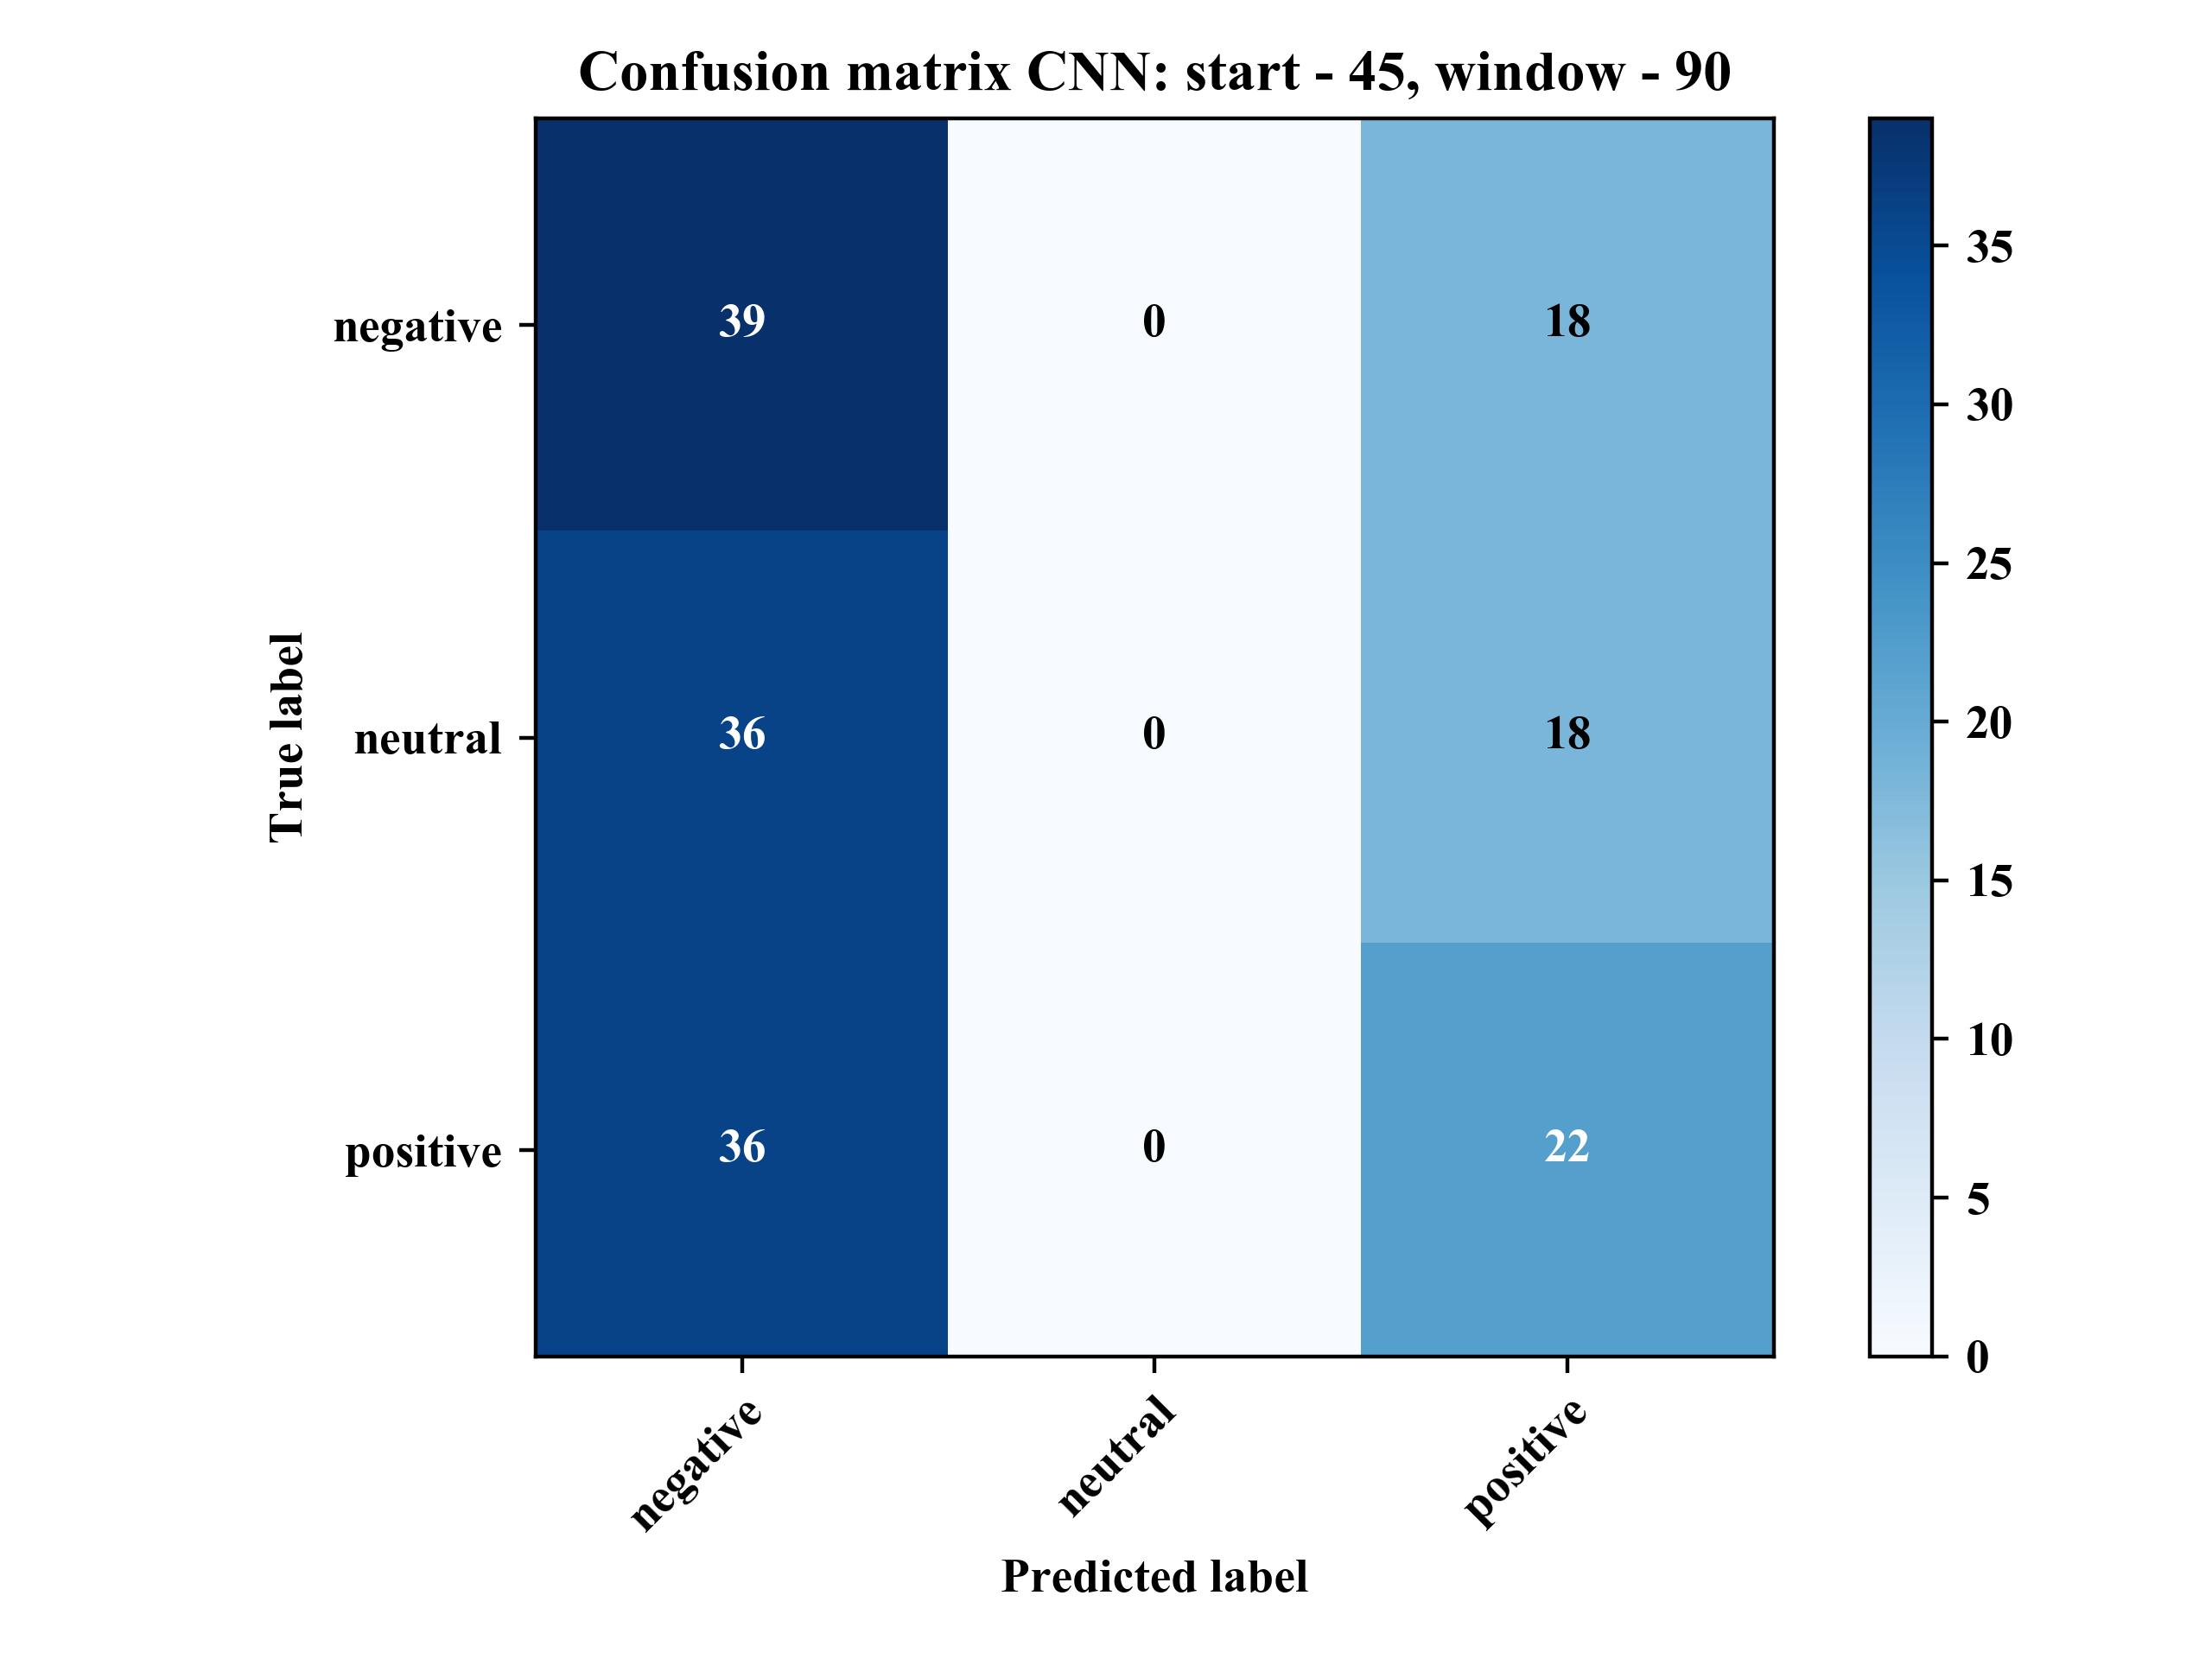 Confusion matrix CNN: start - 45, window - 90
True label
negative
39
0
18
neutral
36
0
18
positive
36
0
22
negative
neutral
positive
Predicted label
35
30
25
20
15
10
5
0